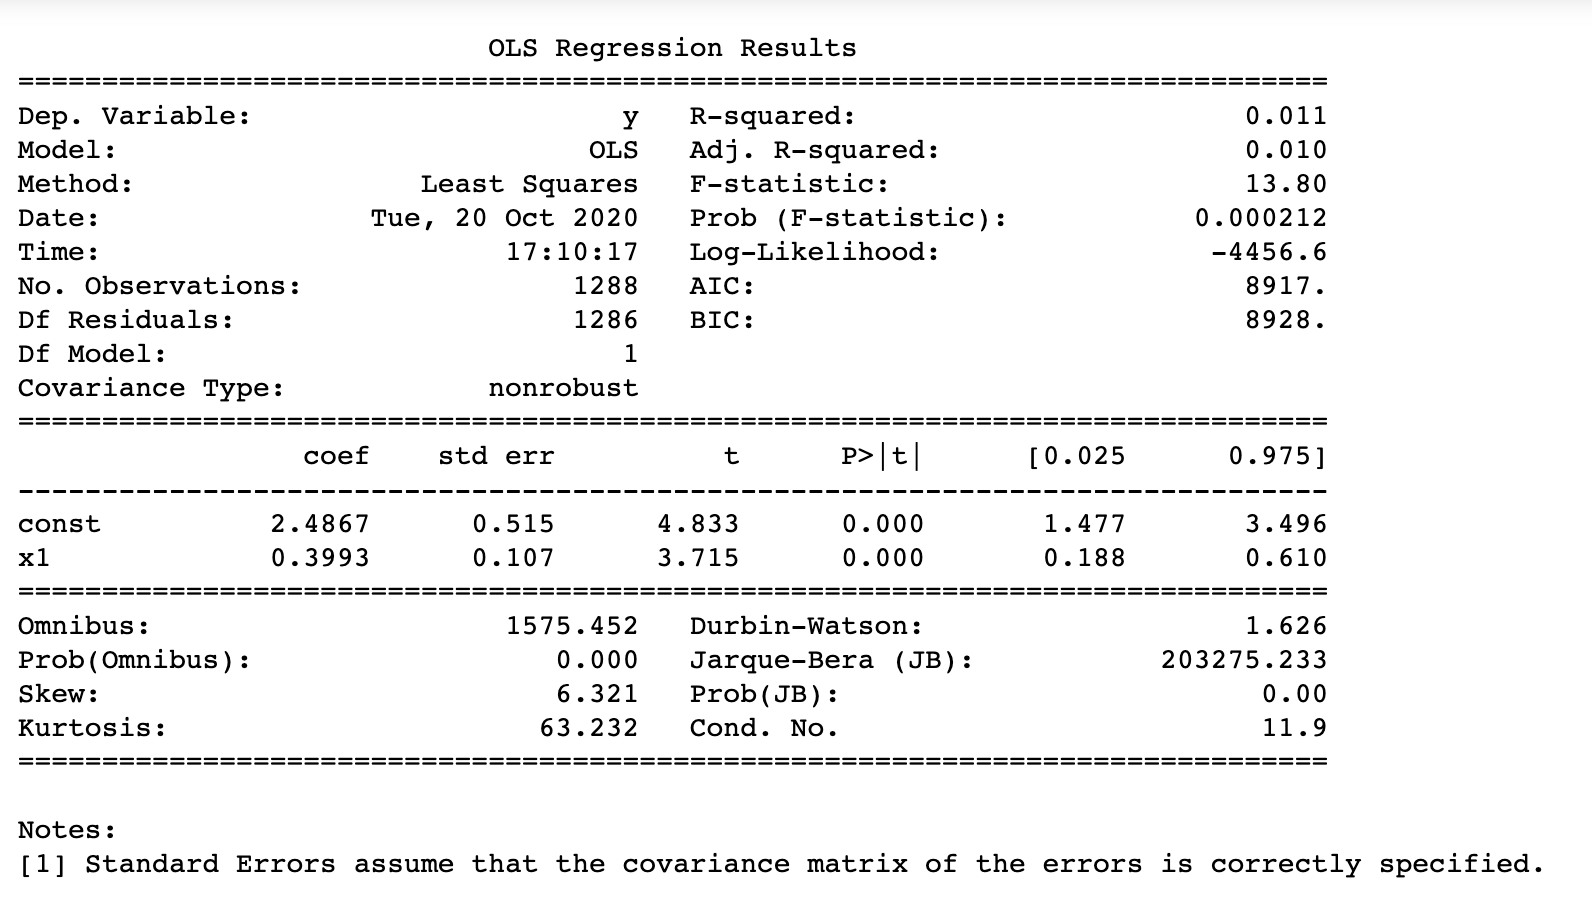 OLS Regression Results
==============================================================================
Dep. Variable:                      y   R-squared:                       0.011
Model:                            OLS   Adj. R-squared:                  0.010
Method:                 Least Squares   F-statistic:                     13.80
Date:                Tue, 20 Oct 2020   Prob (F-statistic):           0.000212
Time:                        17:10:17   Log-Likelihood:                -4456.6
No. Observations:                1288   AIC:                             8917.
Df Residuals:                    1286   BIC:                             8928.
Df Model:                           1
Covariance Type:            nonrobust
==============================================================================
                 coef    std err          t      P>|t|      [0.025      0.975]
------------------------------------------------------------------------------
const          2.4867      0.515      4.833      0.000       1.477       3.496
x1             0.3993      0.107      3.715      0.000       0.188       0.610
==============================================================================
Omnibus:                     1575.452   Durbin-Watson:                   1.626
Prob(Omnibus):                  0.000   Jarque-Bera (JB):           203275.233
Skew:                           6.321   Prob(JB):                         0.00
Kurtosis:                      63.232   Cond. No.                         11.9
==============================================================================
Notes:
[1] Standard Errors assume that the covariance matrix of the errors is correctly specified.